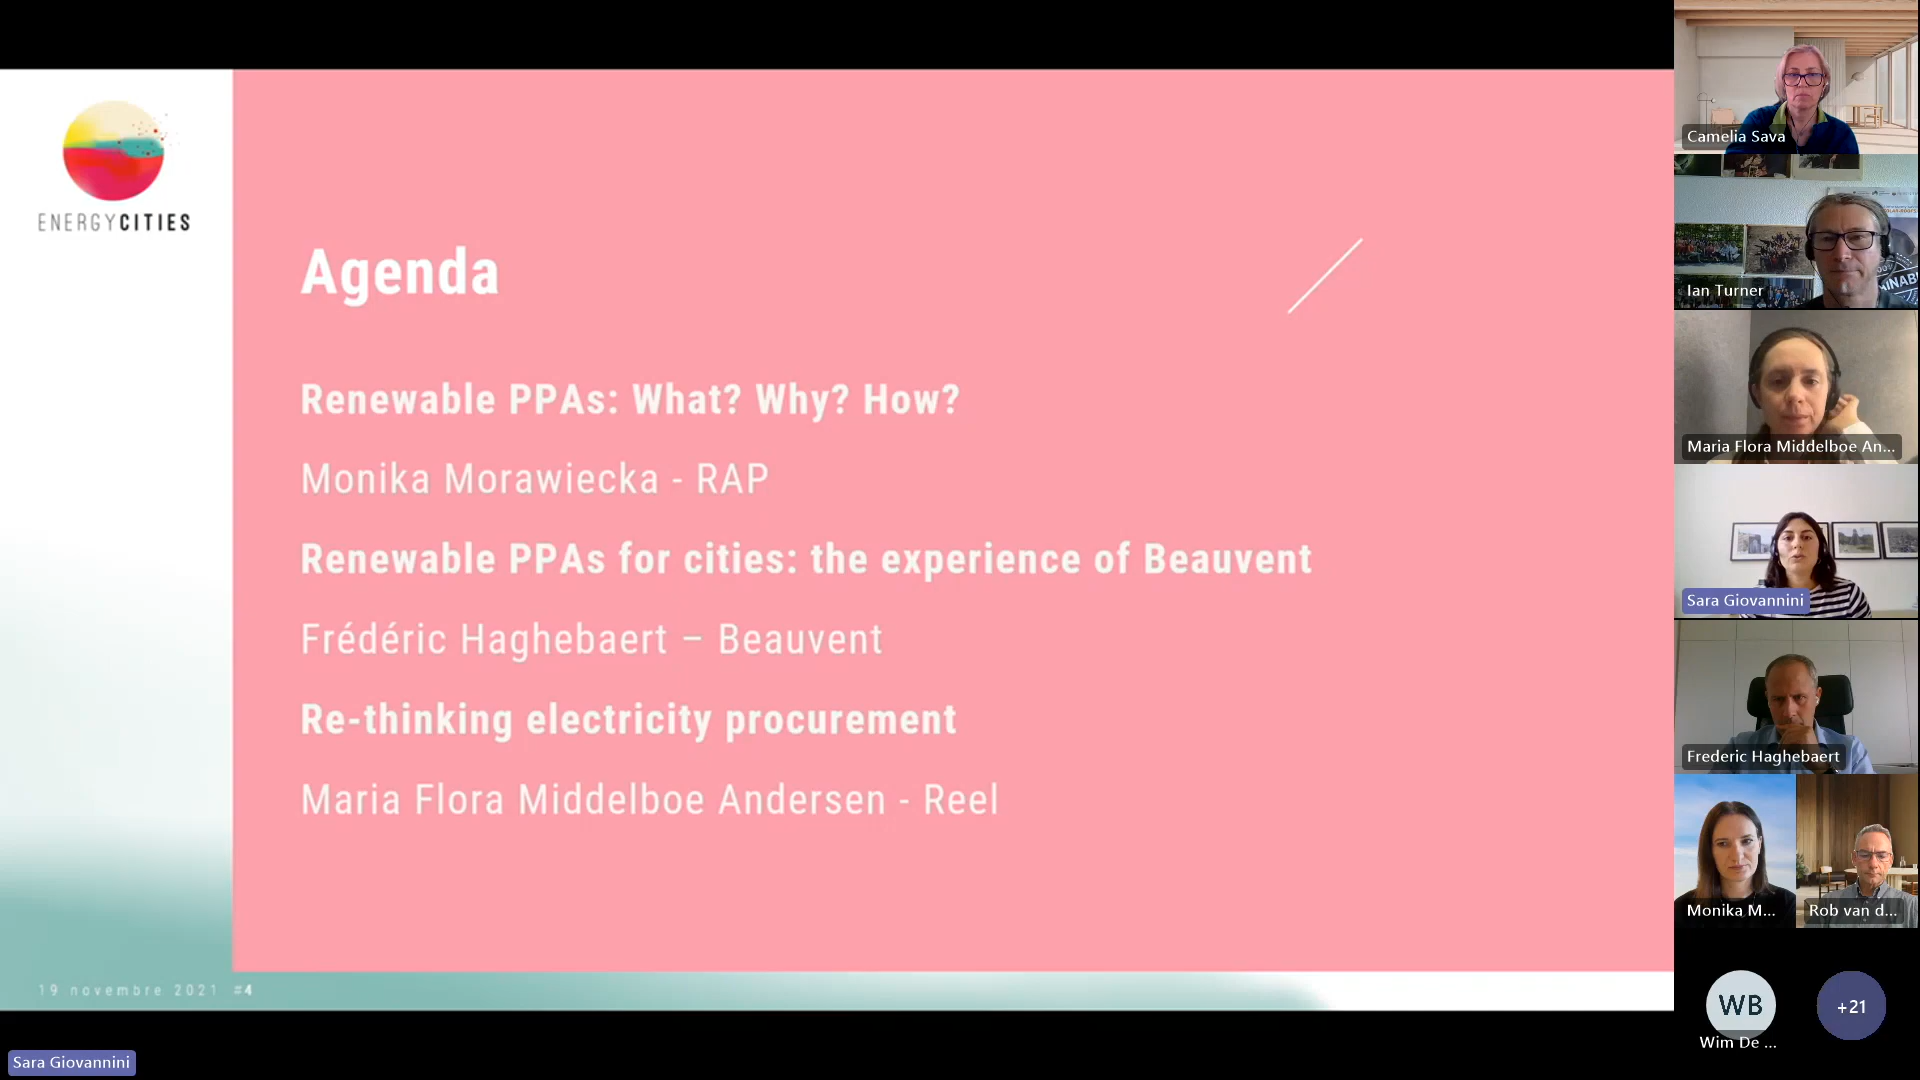 ENERGYCITIES
Agenda
Renewable PPAs: What? Why? How?
Monika Morawiecka - RAP
Renewable PPAs for cities: the experience of Beauvent
Frédéric Haghebaert – Beauvent
Re-thinking electricity procurement
Maria Flora Middelboe Andersen - Reel
19 novembre 2021 #4
Sara Giovannini
Camelia Sava
Ian Turner
Maria Flora Middelboe An...
Sara Giovannini
Frederic Haghebaert
Monika M...
Rob van d...
WB
Wim De ...
+21